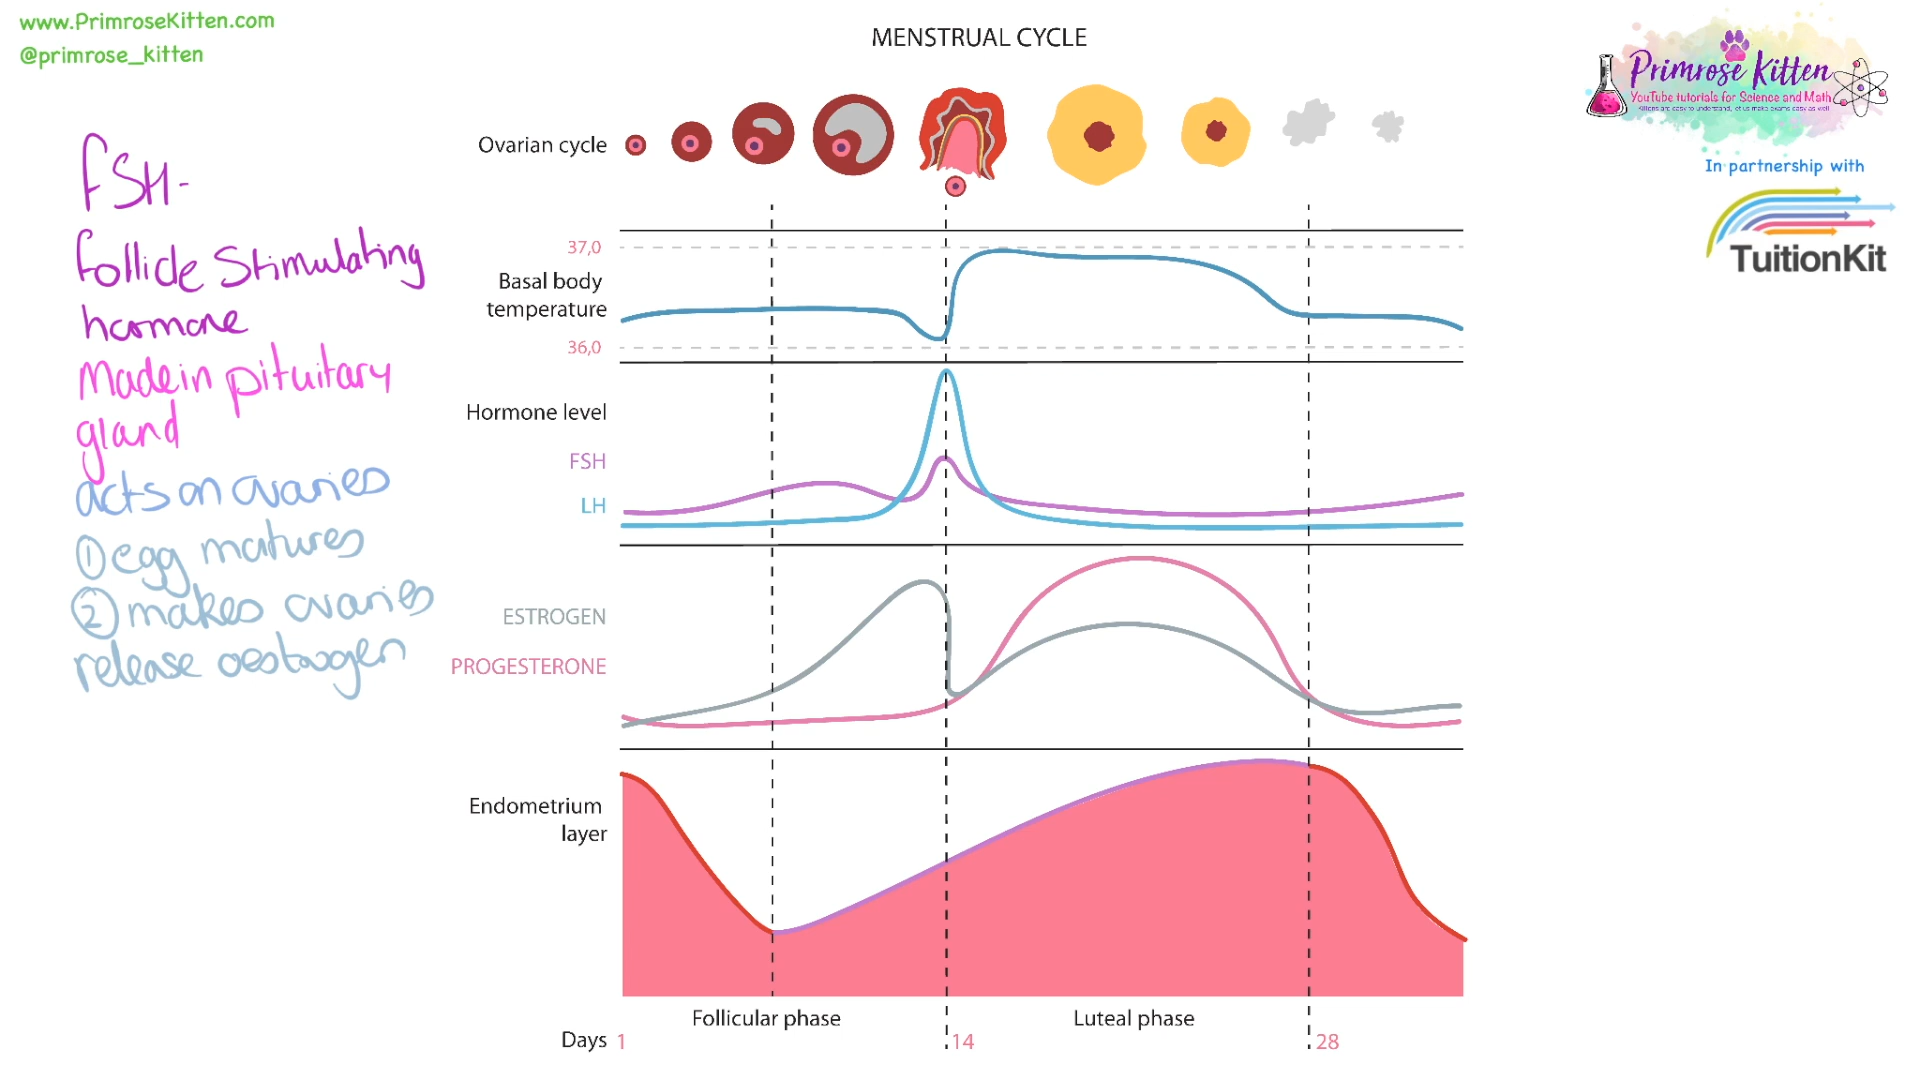 www.PrimroseKitten.com
@primrose_kitten
FSH-
follicle Stimulating
hormone
Made in pituitary
gland
acts on ovaries
① egg matures
② makes ovaries
release oestrogen
MENSTRUAL CYCLE
Ovarian cycle
37,0
Basal body
temperature
36,0
Hormone level
FSH
LH
ESTROGEN
PROGESTERONE
Endometrium
layer
Follicular phase
Luteal phase
Days 1 14 28
Primrose Kitten
YouTube tutorials for Science and Math
In partnership with
TuitionKit